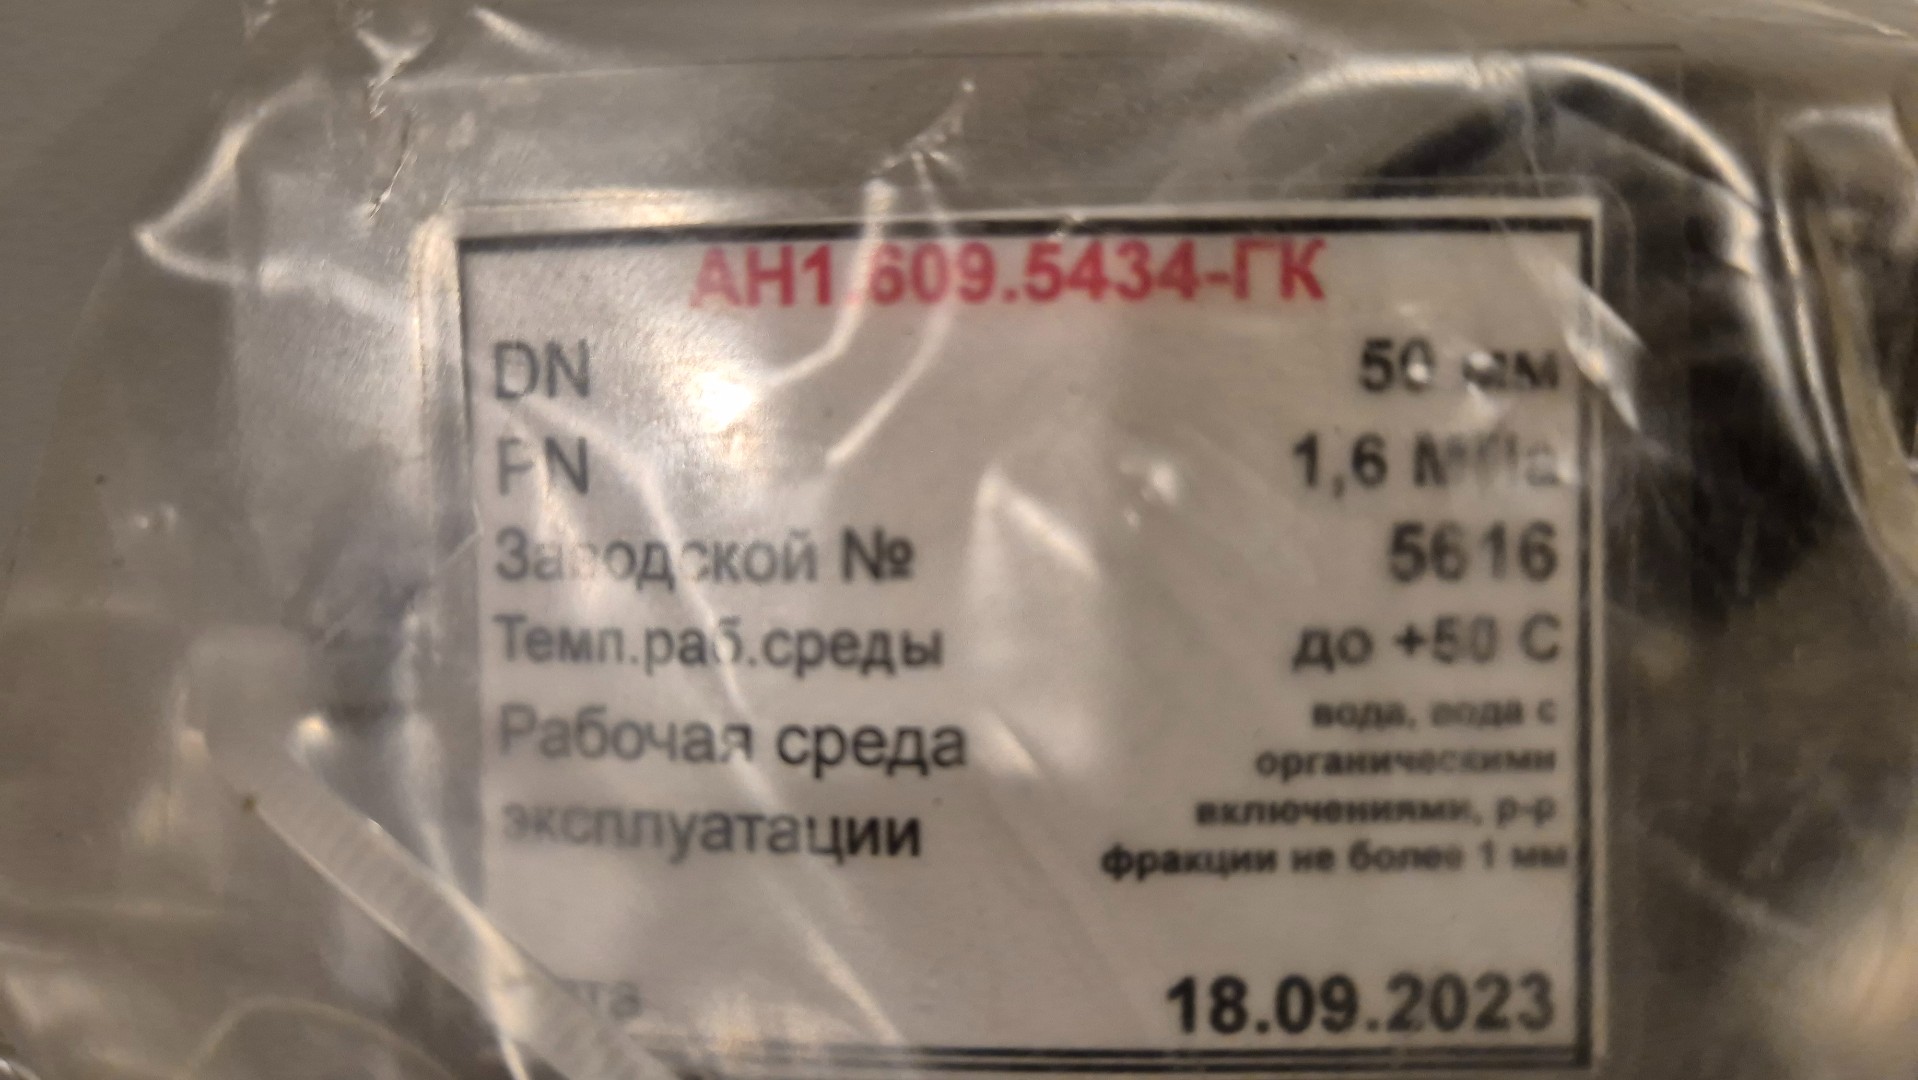 АН1.609.5434-ГК
DN 50 мм
PN 1,6 МПа
Заводской № 5616
Темп.раб.среды до +50 С
Рабочая среда эксплуатации
вода, вода с
органическими
включениями, р-р
фракции не более 1 мм
Дата 18.09.2023